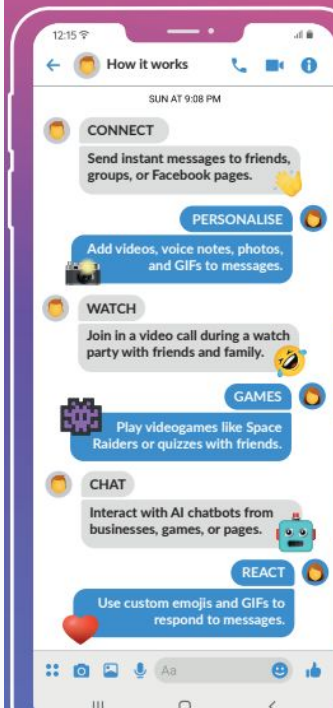 12:15
How it works
SUN AT 9:08 PM
CONNECT
Send instant messages to friends,
groups, or Facebook pages.
PERSONALISE
Add videos, voice notes, photos,
and GIFs to messages.
WATCH
Join in a video call during a watch
party with friends and family.
GAMES
Play videogames like Space
Raiders or quizzes with friends.
CHAT
Interact with AI chatbots from
businesses, games, or pages.
REACT
Use custom emojis and GIFs to
respond to messages.
Aa